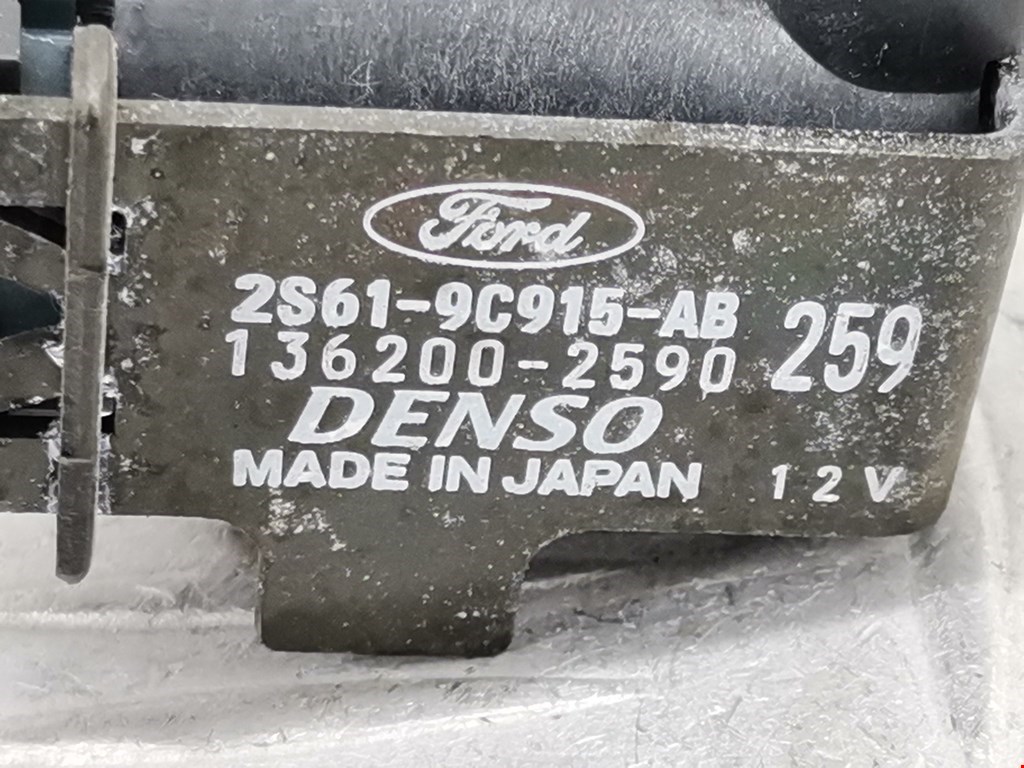 Ford
2S61-9C915-AB
136200-2590 259
DENSO
MADE IN JAPAN 12V